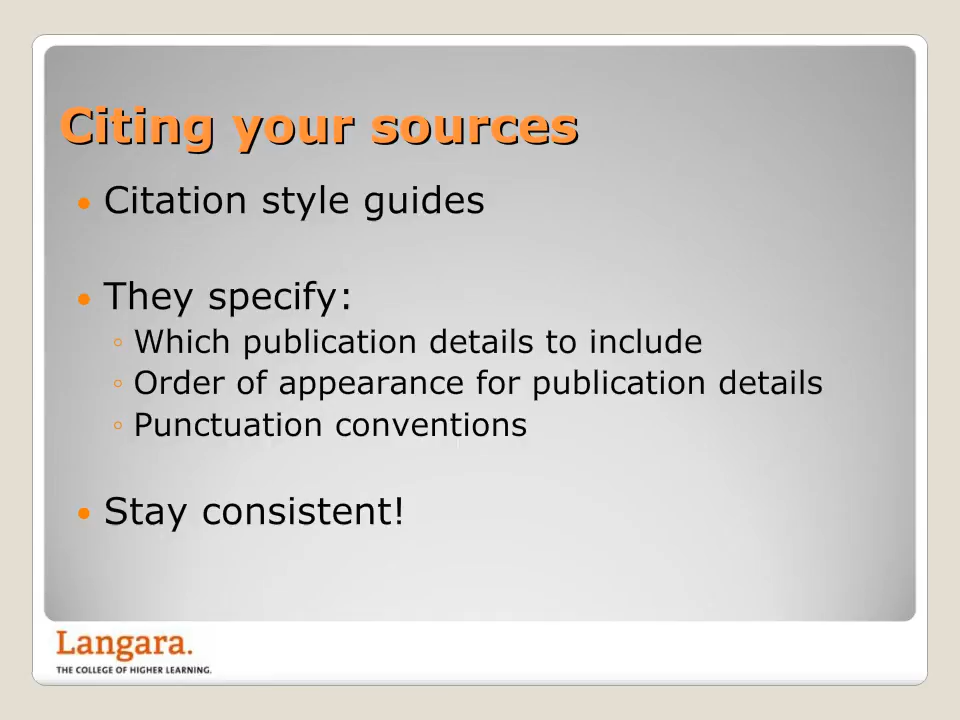 Citing your sources
• Citation style guides
• They specify:
◦ Which publication details to include
◦ Order of appearance for publication details
◦ Punctuation conventions
• Stay consistent!
Langara.
THE COLLEGE OF HIGHER LEARNING.